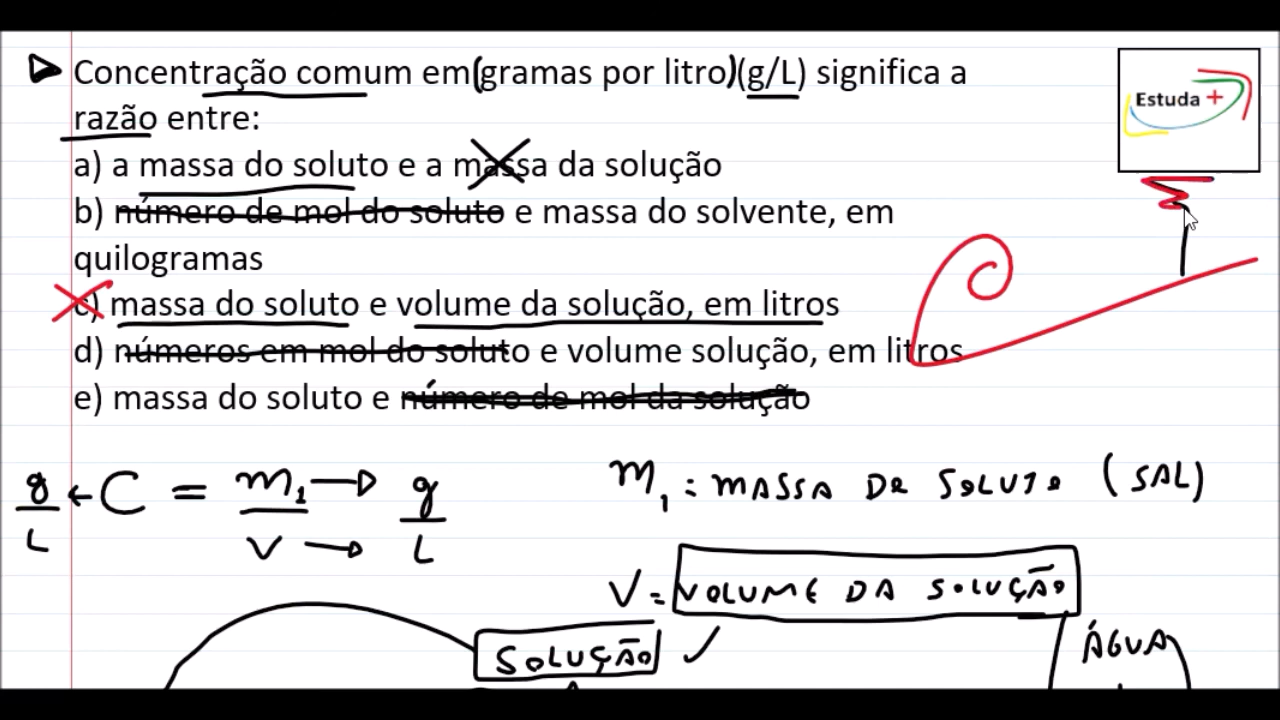 Concentração comum em (gramas por litro) (g/L) significa a
razão entre:
a) a massa do soluto e a massa da solução
b) número de mol do soluto e massa do solvente, em
quilogramas
c) massa do soluto e volume da solução, em litros
d) números em mol do soluto e volume solução, em litros
e) massa do soluto e número de mol da solução
Estuda +
g/L ← C = m₁/V → g/L
m₁ : MASSA DE SOLUTO (SAL)
V = VOLUME DA SOLUÇÃO
SOLUÇÃO ✓
ÁGUA